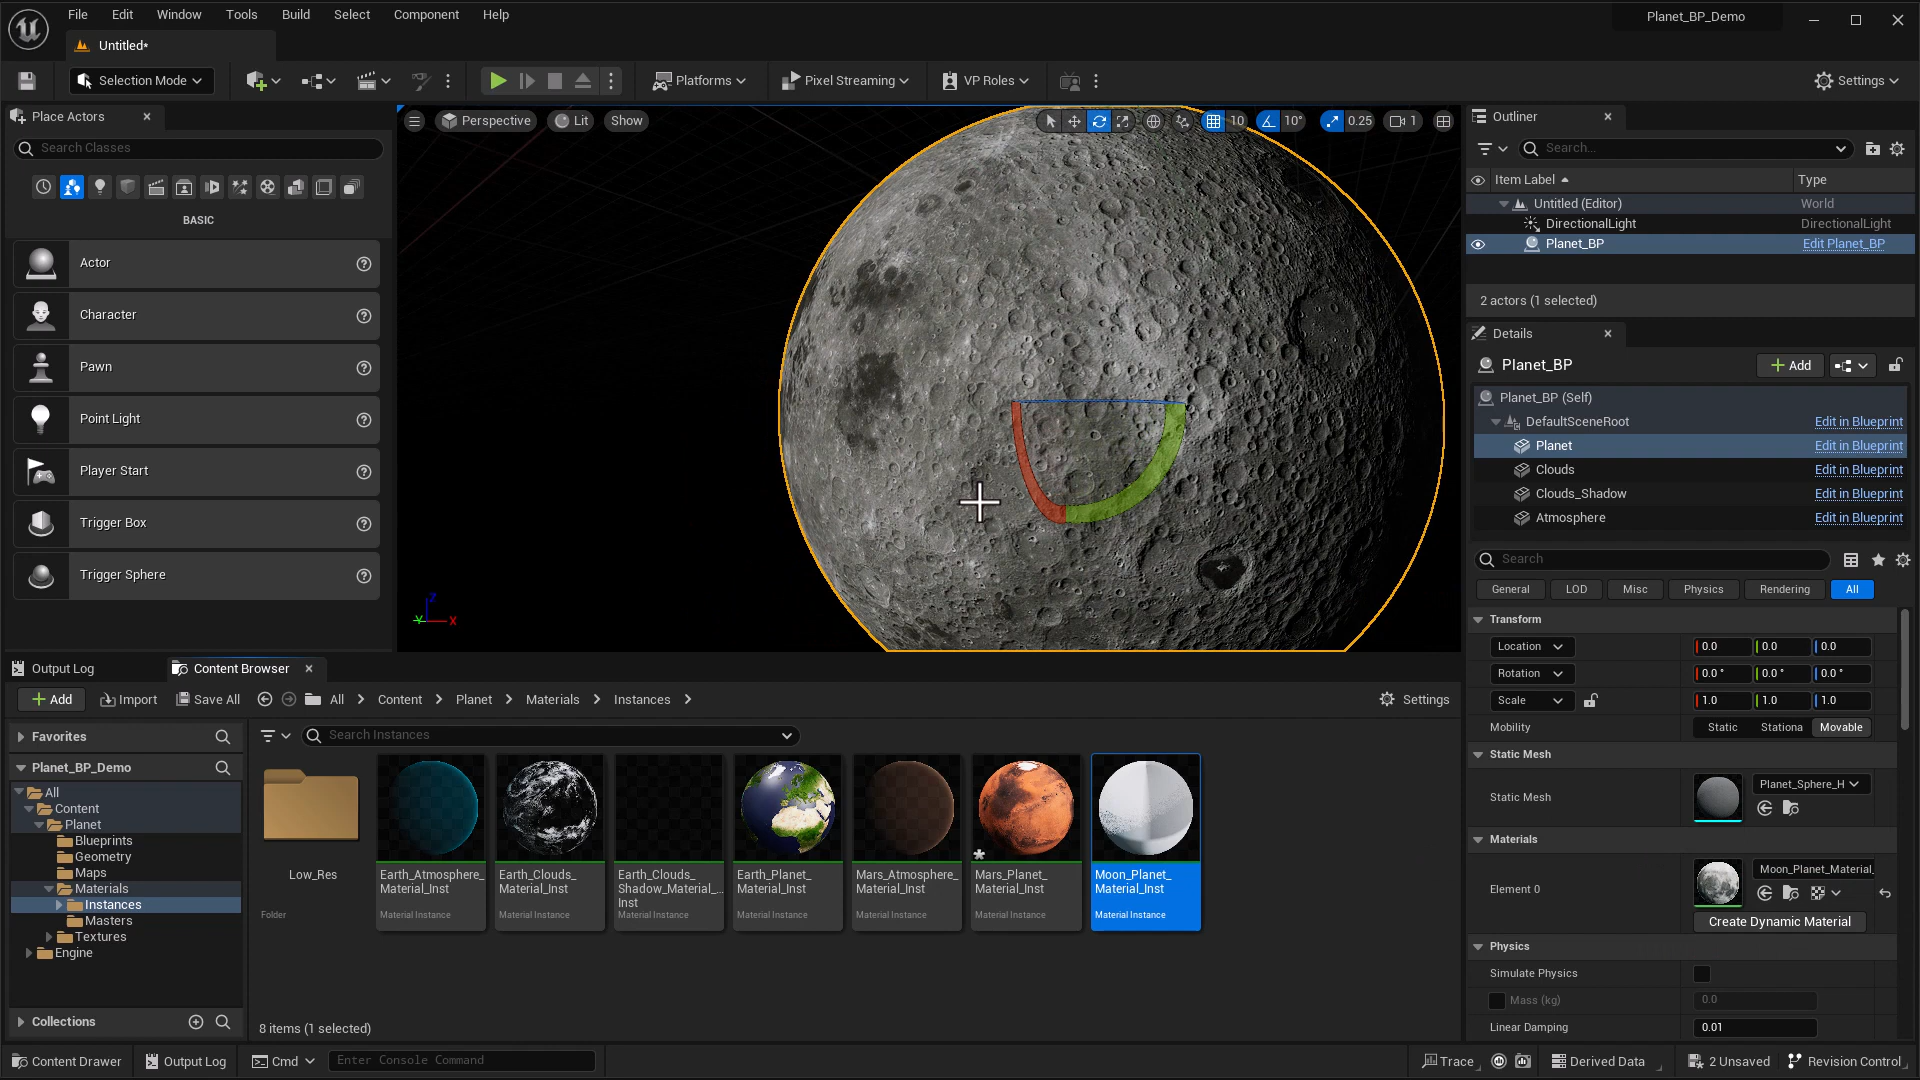 File Edit Window Tools Build Select Component Help
Planet_BP_Demo
Untitled*
Selection Mode
Platforms
Pixel Streaming
VP Roles
Settings
Place Actors
Search Classes
BASIC
Actor
Character
Pawn
Point Light
Player Start
Trigger Box
Trigger Sphere
Perspective Lit Show
10 10° 0.25 1
Z
Y X
Outliner
Search...
Item Label Type
Untitled (Editor) World
DirectionalLight DirectionalLight
Planet_BP Edit Planet_BP
2 actors (1 selected)
Details
Planet_BP
Add
Planet_BP (Self)
DefaultSceneRoot Edit in Blueprint
Planet Edit in Blueprint
Clouds Edit in Blueprint
Clouds_Shadow Edit in Blueprint
Atmosphere Edit in Blueprint
Search
General LOD Misc Physics Rendering All
Transform
Location 0.0 0.0 0.0
Rotation 0.0 ° 0.0 ° 0.0 °
Scale 1.0 1.0 1.0
Mobility Static Stationa Movable
Static Mesh
Static Mesh Planet_Sphere_H
Materials
Element 0 Moon_Planet_Material_
Create Dynamic Material
Physics
Simulate Physics
Mass (kg) 0.0
Linear Damping 0.01
Output Log
Content Browser
Add Import Save All All Content Planet Materials Instances
Settings
Favorites
Planet_BP_Demo
All
Content
Planet
Blueprints
Geometry
Maps
Materials
Instances
Masters
Textures
Engine
Collections
Search Instances
Low_Res
Folder
Earth_Atmosphere_
Material_Inst
Material Instance
Earth_Clouds_
Material_Inst
Material Instance
Earth_Clouds_
Shadow_Material_...
Inst
Material Instance
Earth_Planet_
Material_Inst
Material Instance
Mars_Atmosphere_
Material_Inst
Material Instance
Mars_Planet_
Material_Inst
Material Instance
Moon_Planet_
Material_Inst
Material Instance
8 items (1 selected)
Content Drawer Output Log Cmd Enter Console Command
Trace Derived Data 2 Unsaved Revision Control